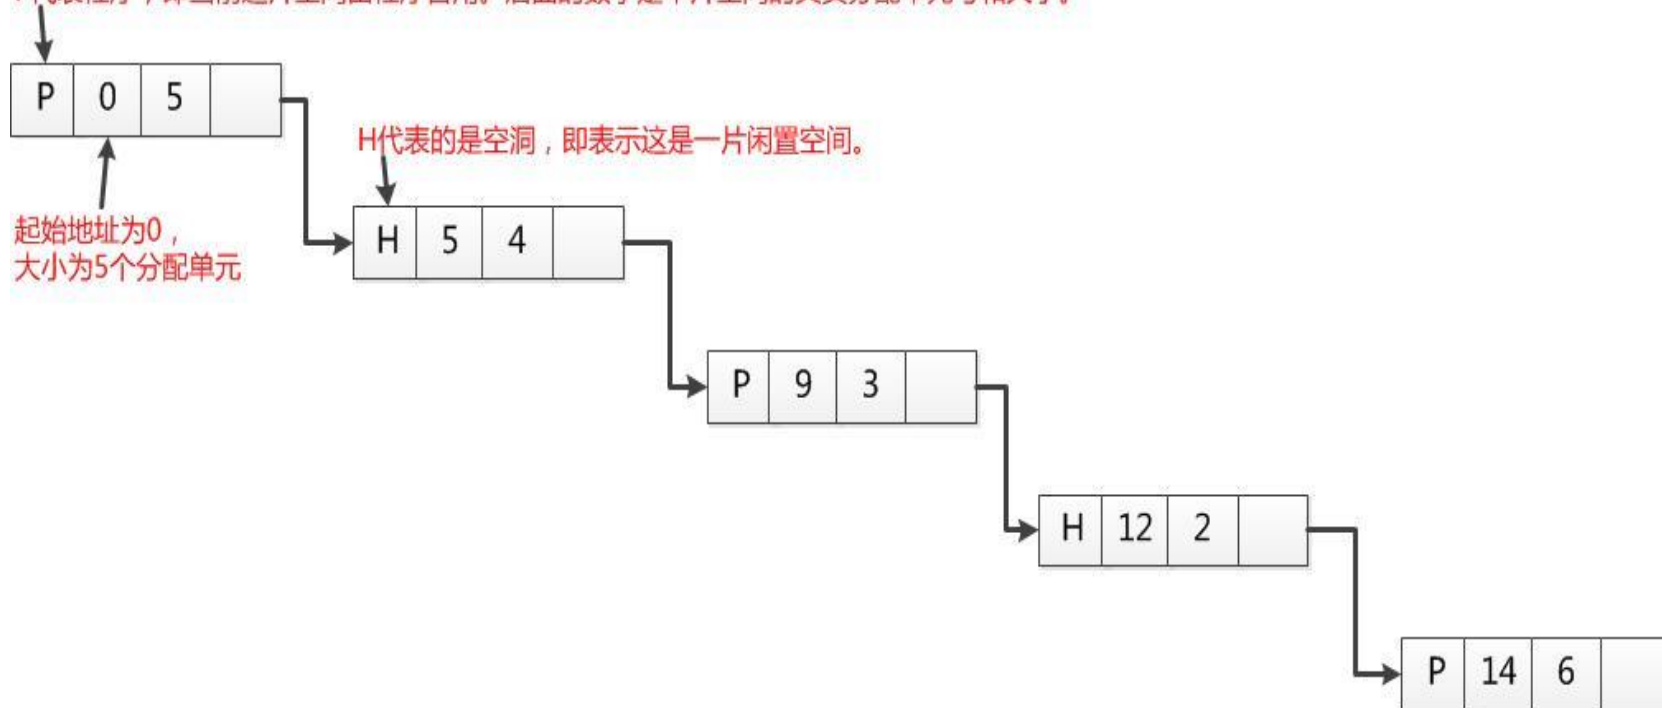 P 0 5
H代表的是空洞，即表示这是一片闲置空间。
起始地址为0，
大小为5个分配单元
H 5 4
P 9 3
H 12 2
P 14 6